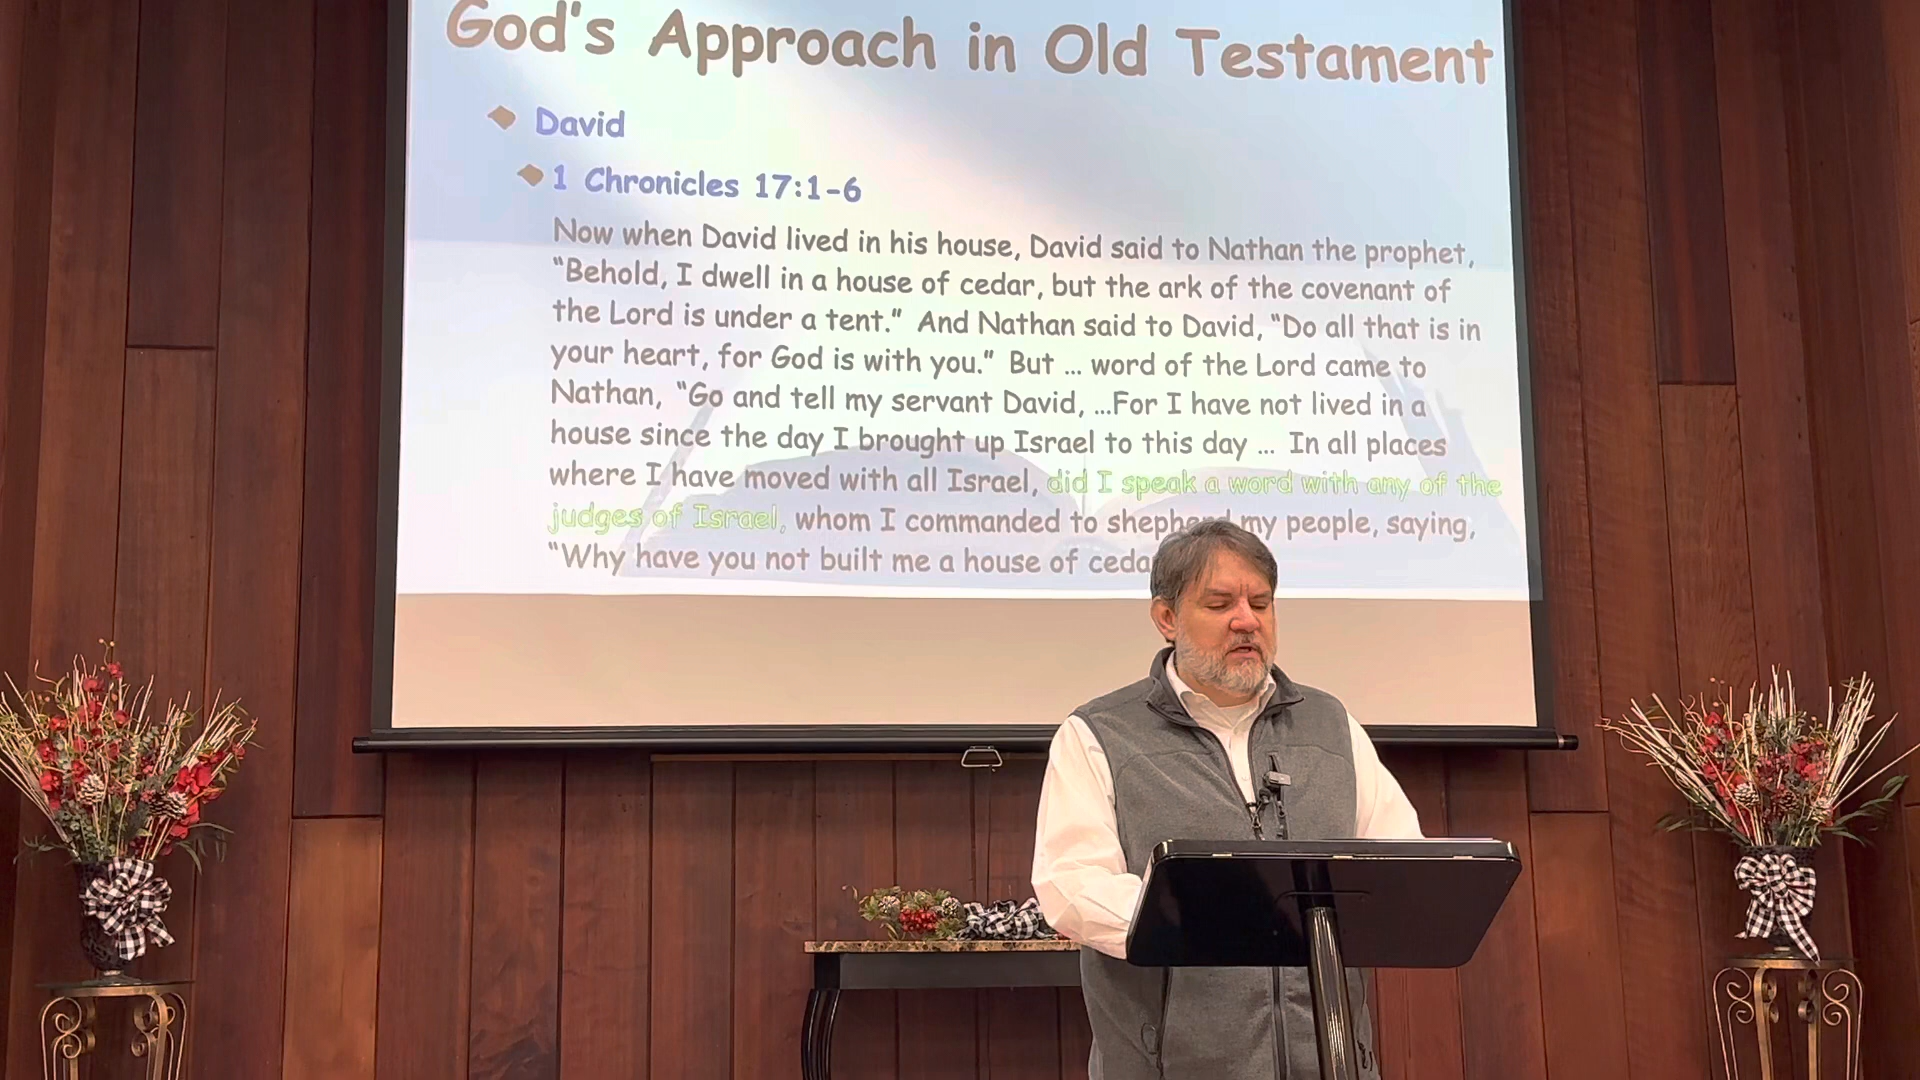 God's Approach in Old Testament
David
1 Chronicles 17:1-6
Now when David lived in his house, David said to Nathan the prophet,
“Behold, I dwell in a house of cedar, but the ark of the covenant of
the Lord is under a tent.” And Nathan said to David, “Do all that is in
your heart, for God is with you.” But … word of the Lord came to
Nathan, “Go and tell my servant David, …For I have not lived in a
house since the day I brought up Israel to this day … In all places
where I have moved with all Israel, did I speak a word with any of the
judges of Israel, whom I commanded to shepherd my people, saying,
“Why have you not built me a house of